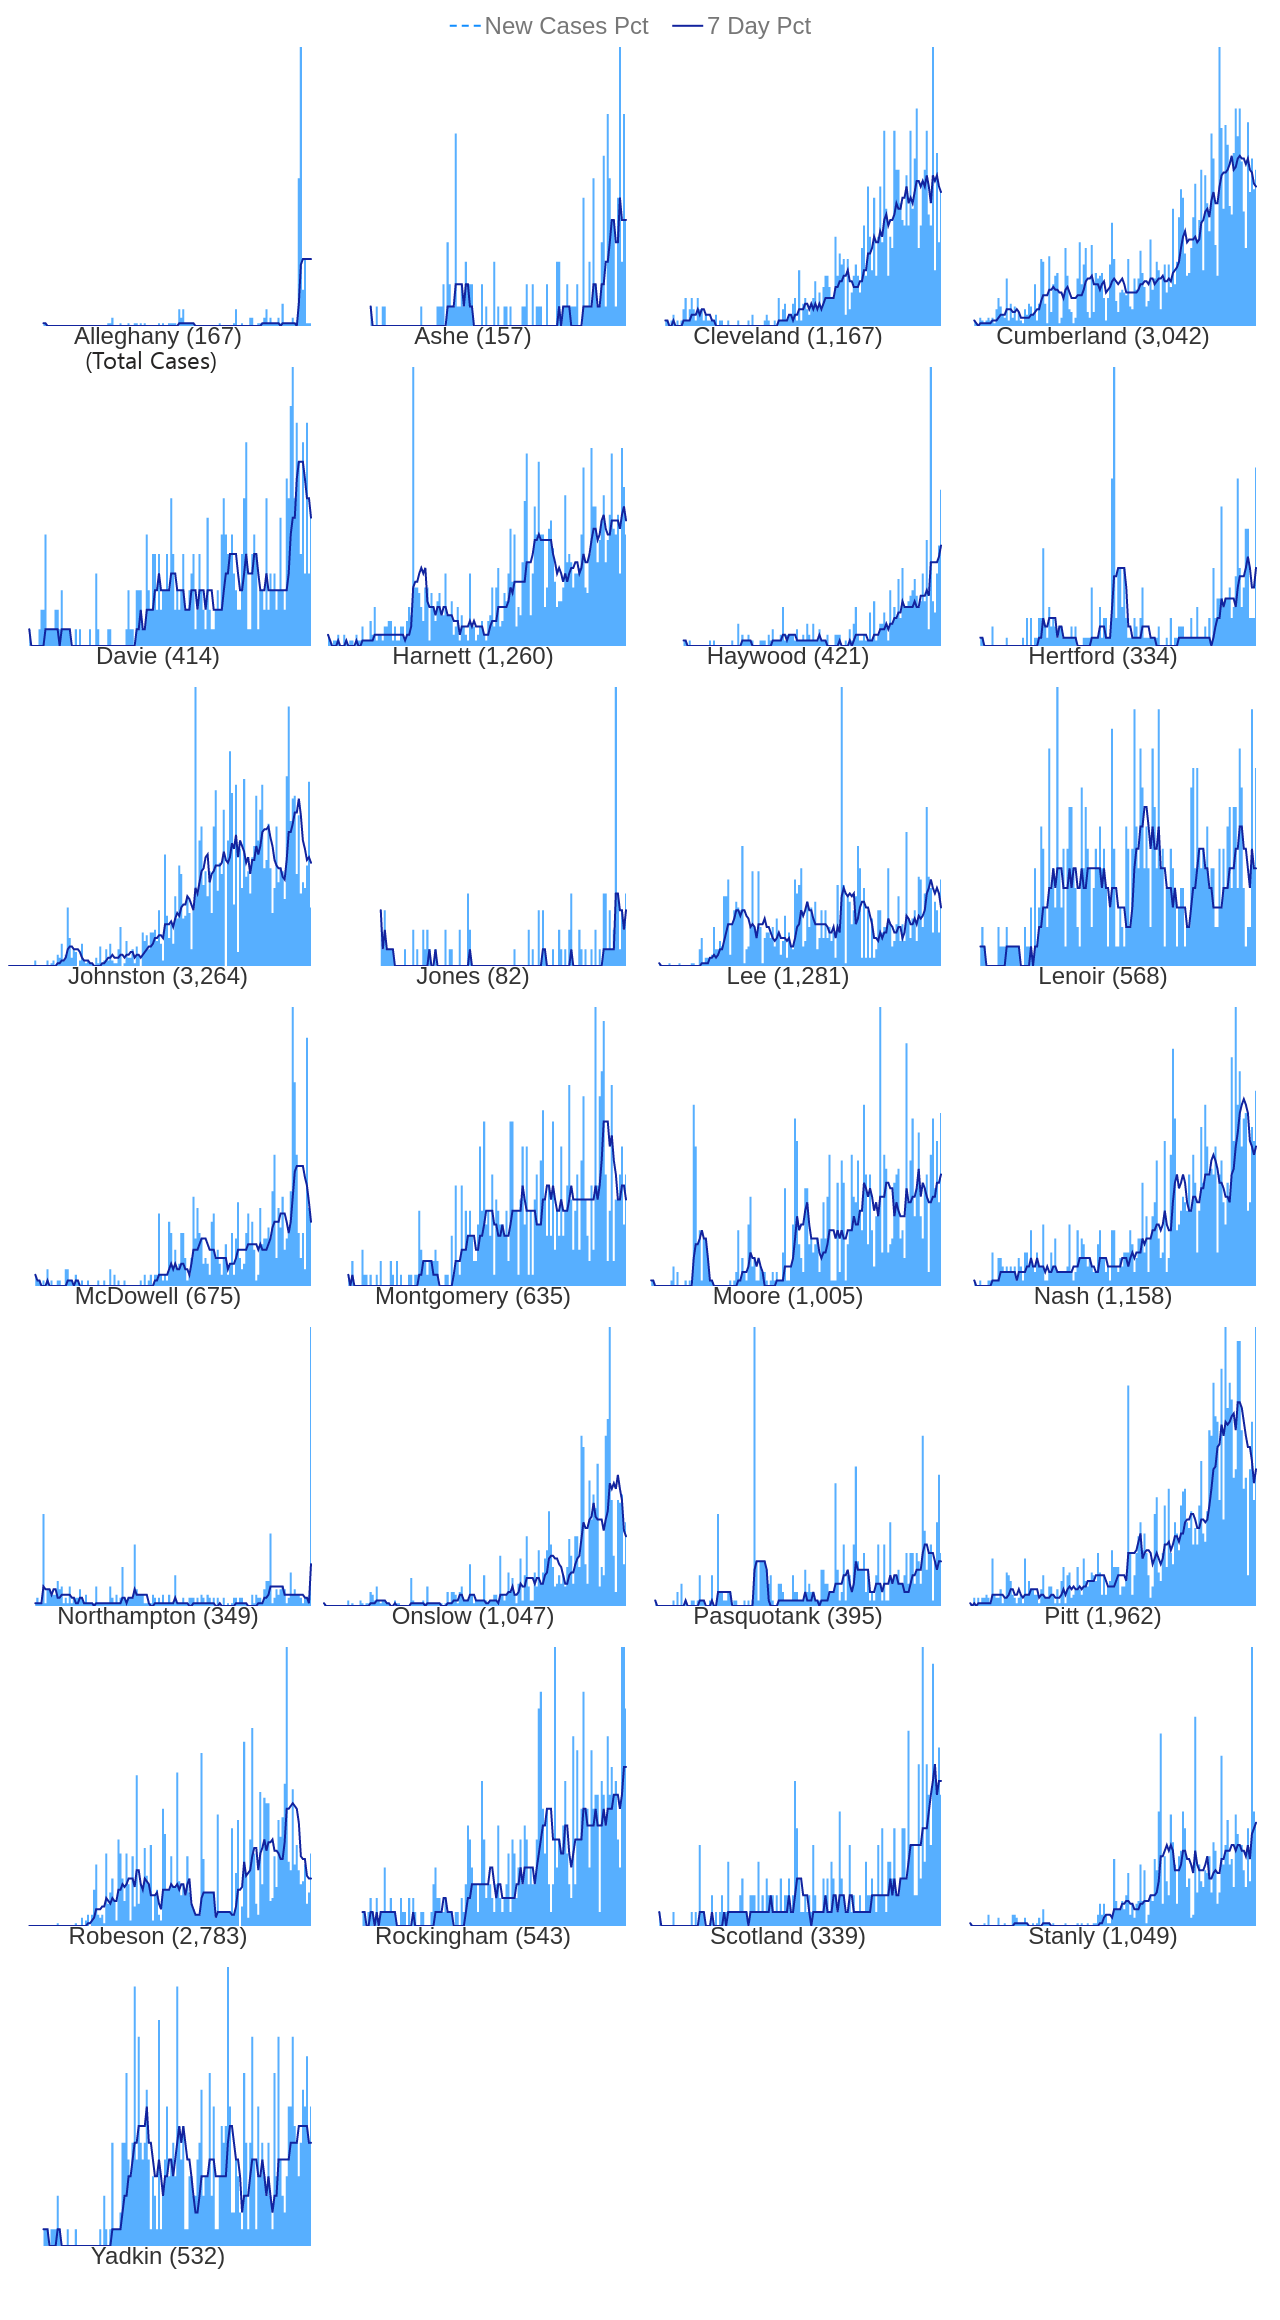 New Cases Pct 7 Day Pct
Alleghany (167) Ashe (157) Cleveland (1,167) Cumberland (3,042)
(Total Cases)
Davie (414) Harnett (1,260) Haywood (421) Hertford (334)
Johnston (3,264) Jones (82) Lee (1,281) Lenoir (568)
McDowell (675) Montgomery (635) Moore (1,005) Nash (1,158)
Northampton (349) Onslow (1,047) Pasquotank (395) Pitt (1,962)
Robeson (2,783) Rockingham (543) Scotland (339) Stanly (1,049)
Yadkin (532)